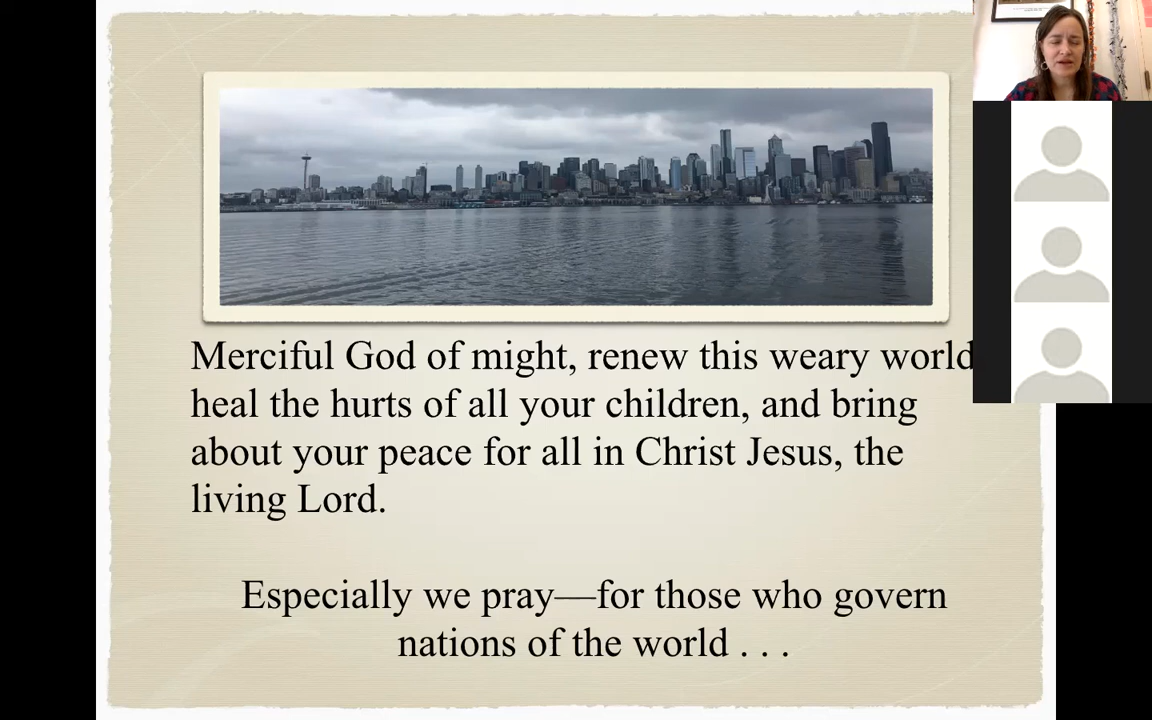 Merciful God of might, renew this weary world
heal the hurts of all your children, and bring
about your peace for all in Christ Jesus, the
living Lord.
Especially we pray—for those who govern
nations of the world . . .